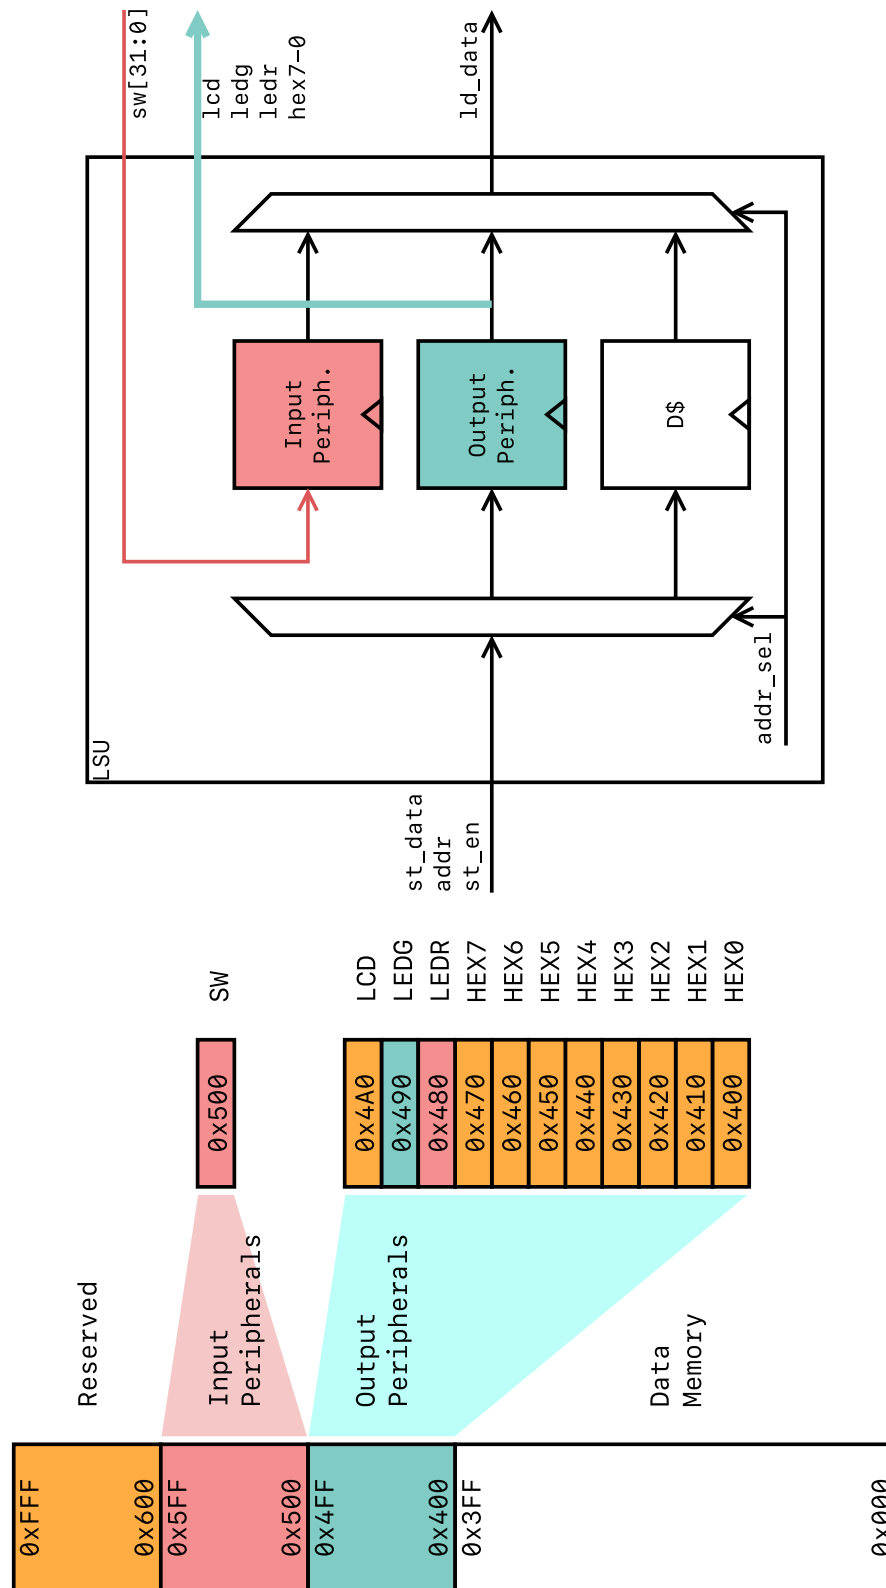 0xFFF
0x600
0x5FF
0x500
0x4FF
0x400
0x3FF
0x000
Reserved
Input
Peripherals
Output
Peripherals
Data
Memory
0x500
SW
0x4A0
LCD
0x490
LEDG
0x480
LEDR
0x470
HEX7
0x460
HEX6
0x450
HEX5
0x440
HEX4
0x430
HEX3
0x420
HEX2
0x410
HEX1
0x400
HEX0
LSU
st_data
addr
st_en
addr_sel
Input
Periph.
Output
Periph.
D$
sw[31:0]
lcd
ledg
ledr
hex7-0
ld_data